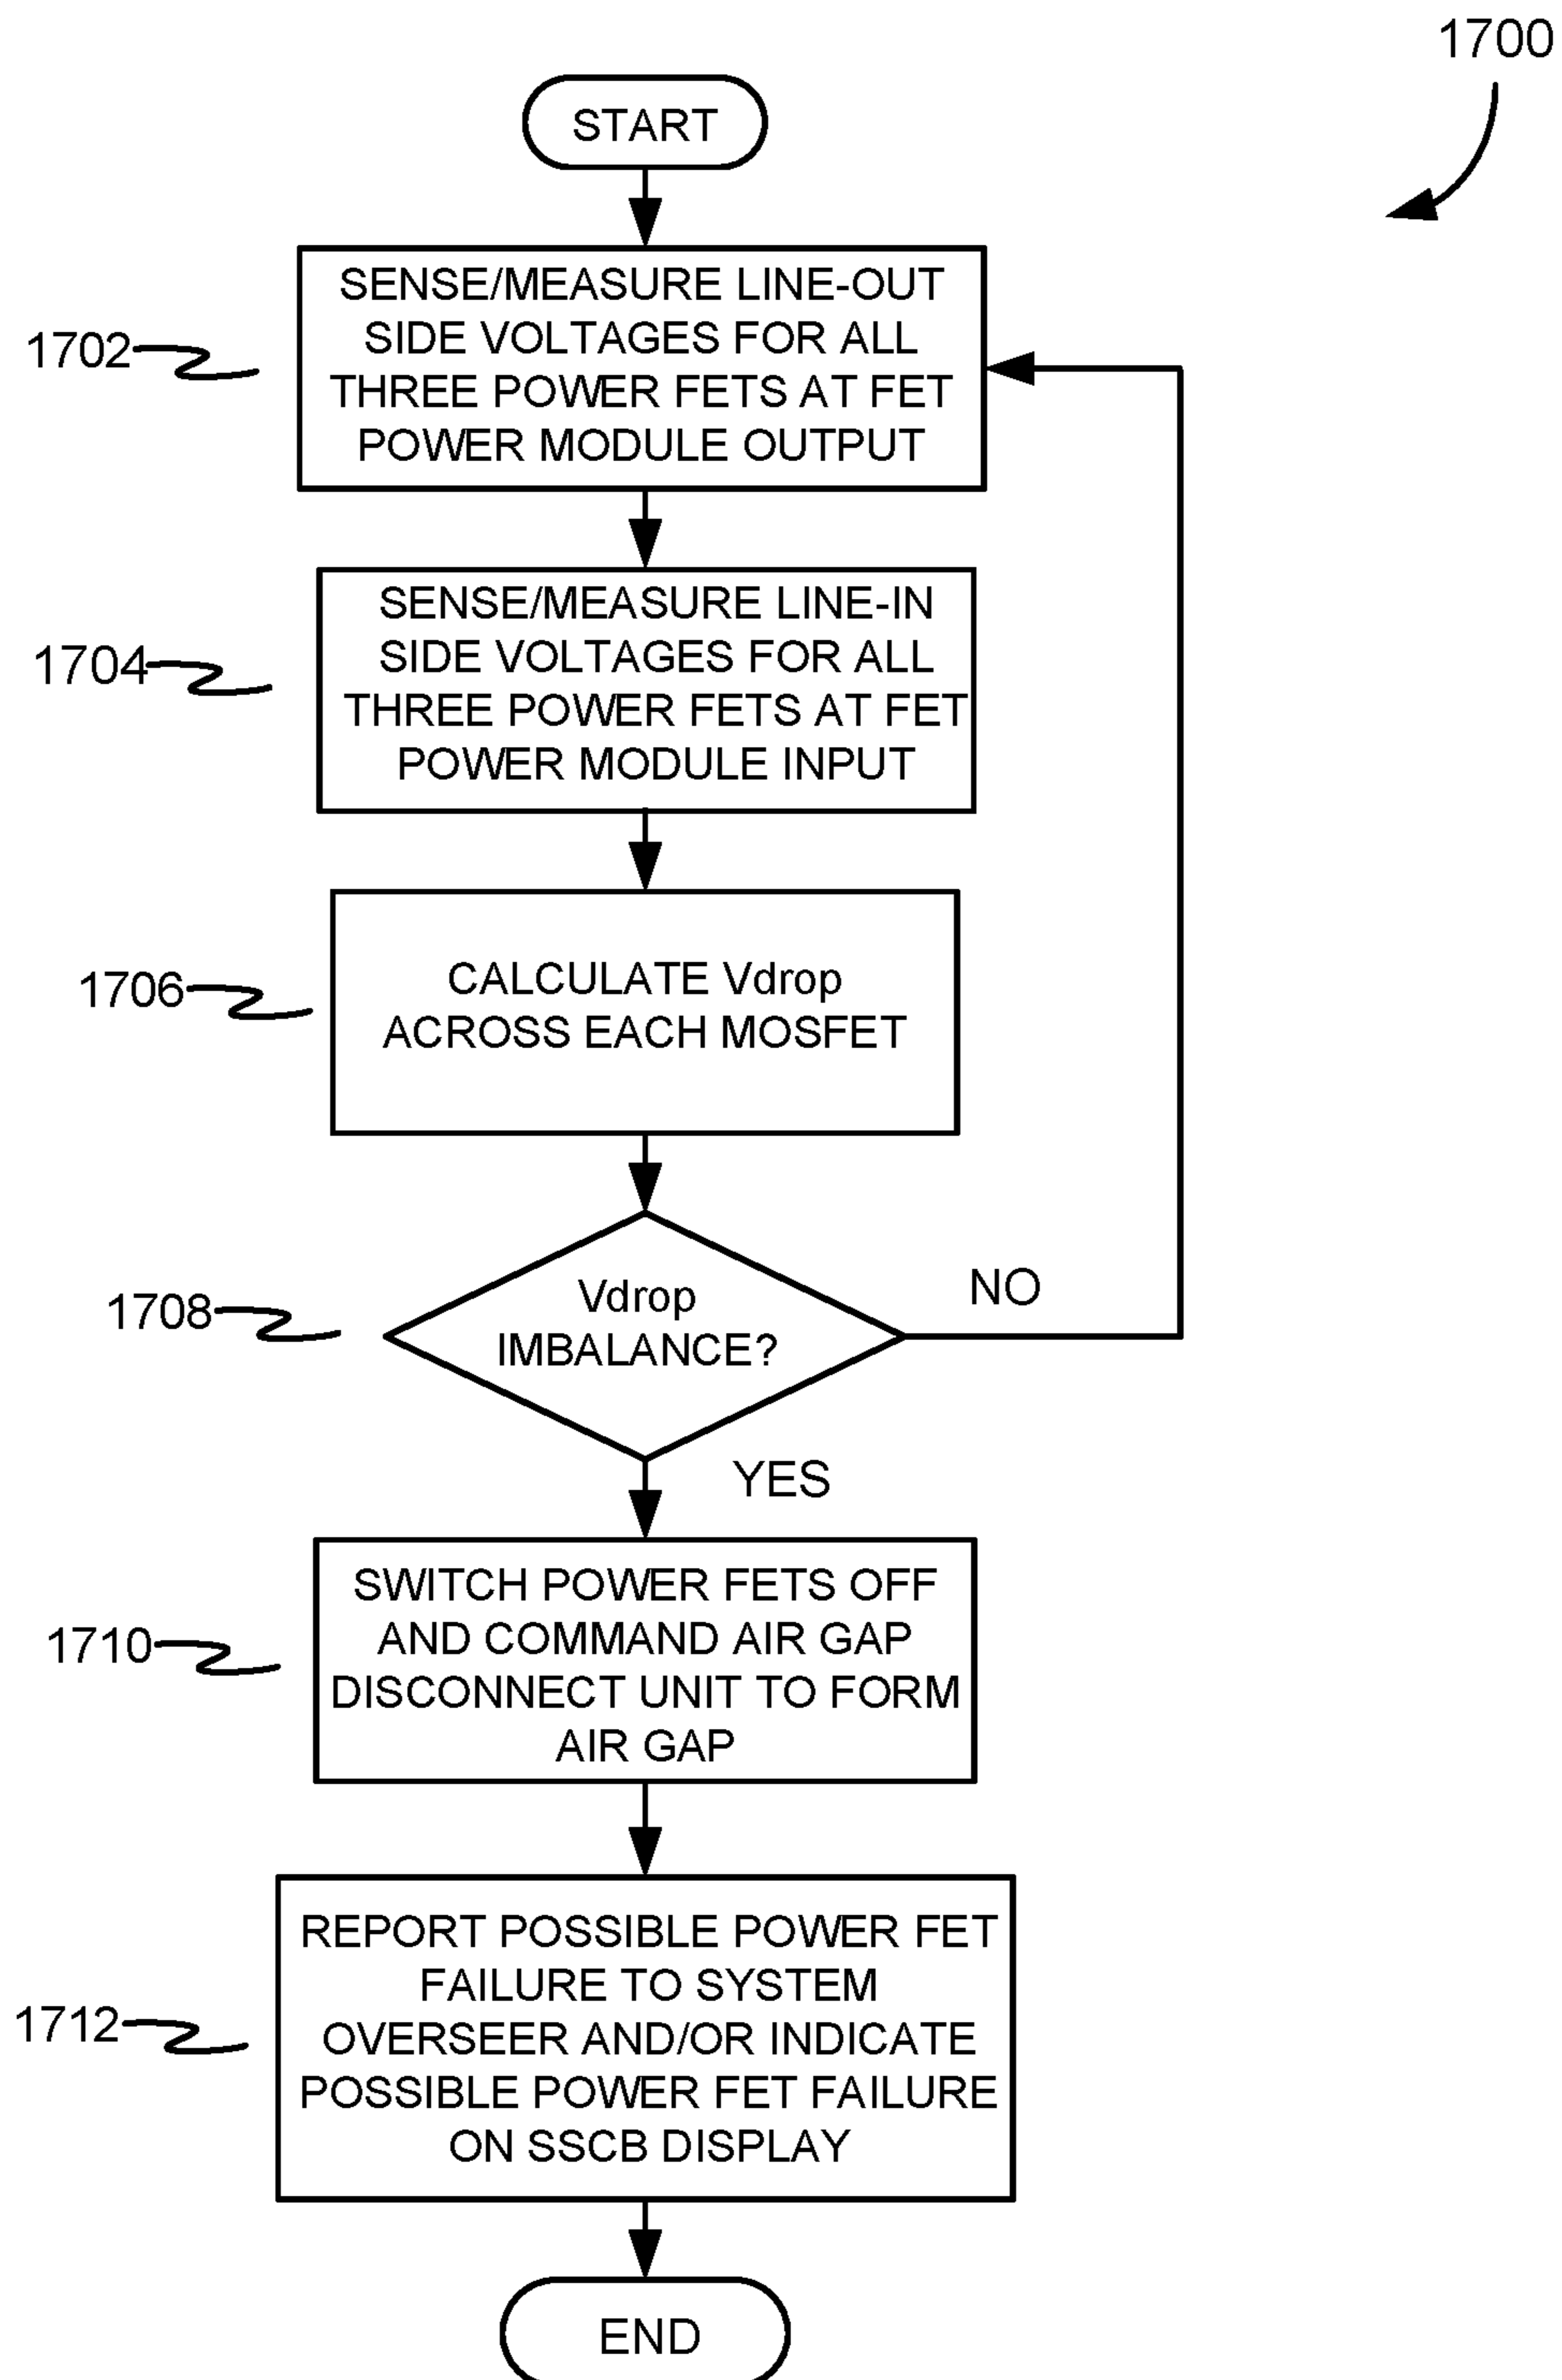 1700
START
1702
SENSE/MEASURE LINE-OUT
SIDE VOLTAGES FOR ALL
THREE POWER FETS AT FET
POWER MODULE OUTPUT
1704
SENSE/MEASURE LINE-IN
SIDE VOLTAGES FOR ALL
THREE POWER FETS AT FET
POWER MODULE INPUT
1706
CALCULATE Vdrop
ACROSS EACH MOSFET
1708
Vdrop
IMBALANCE?
NO
YES
1710
SWITCH POWER FETS OFF
AND COMMAND AIR GAP
DISCONNECT UNIT TO FORM
AIR GAP
1712
REPORT POSSIBLE POWER FET
FAILURE TO SYSTEM
OVERSEER AND/OR INDICATE
POSSIBLE POWER FET FAILURE
ON SSCB DISPLAY
END